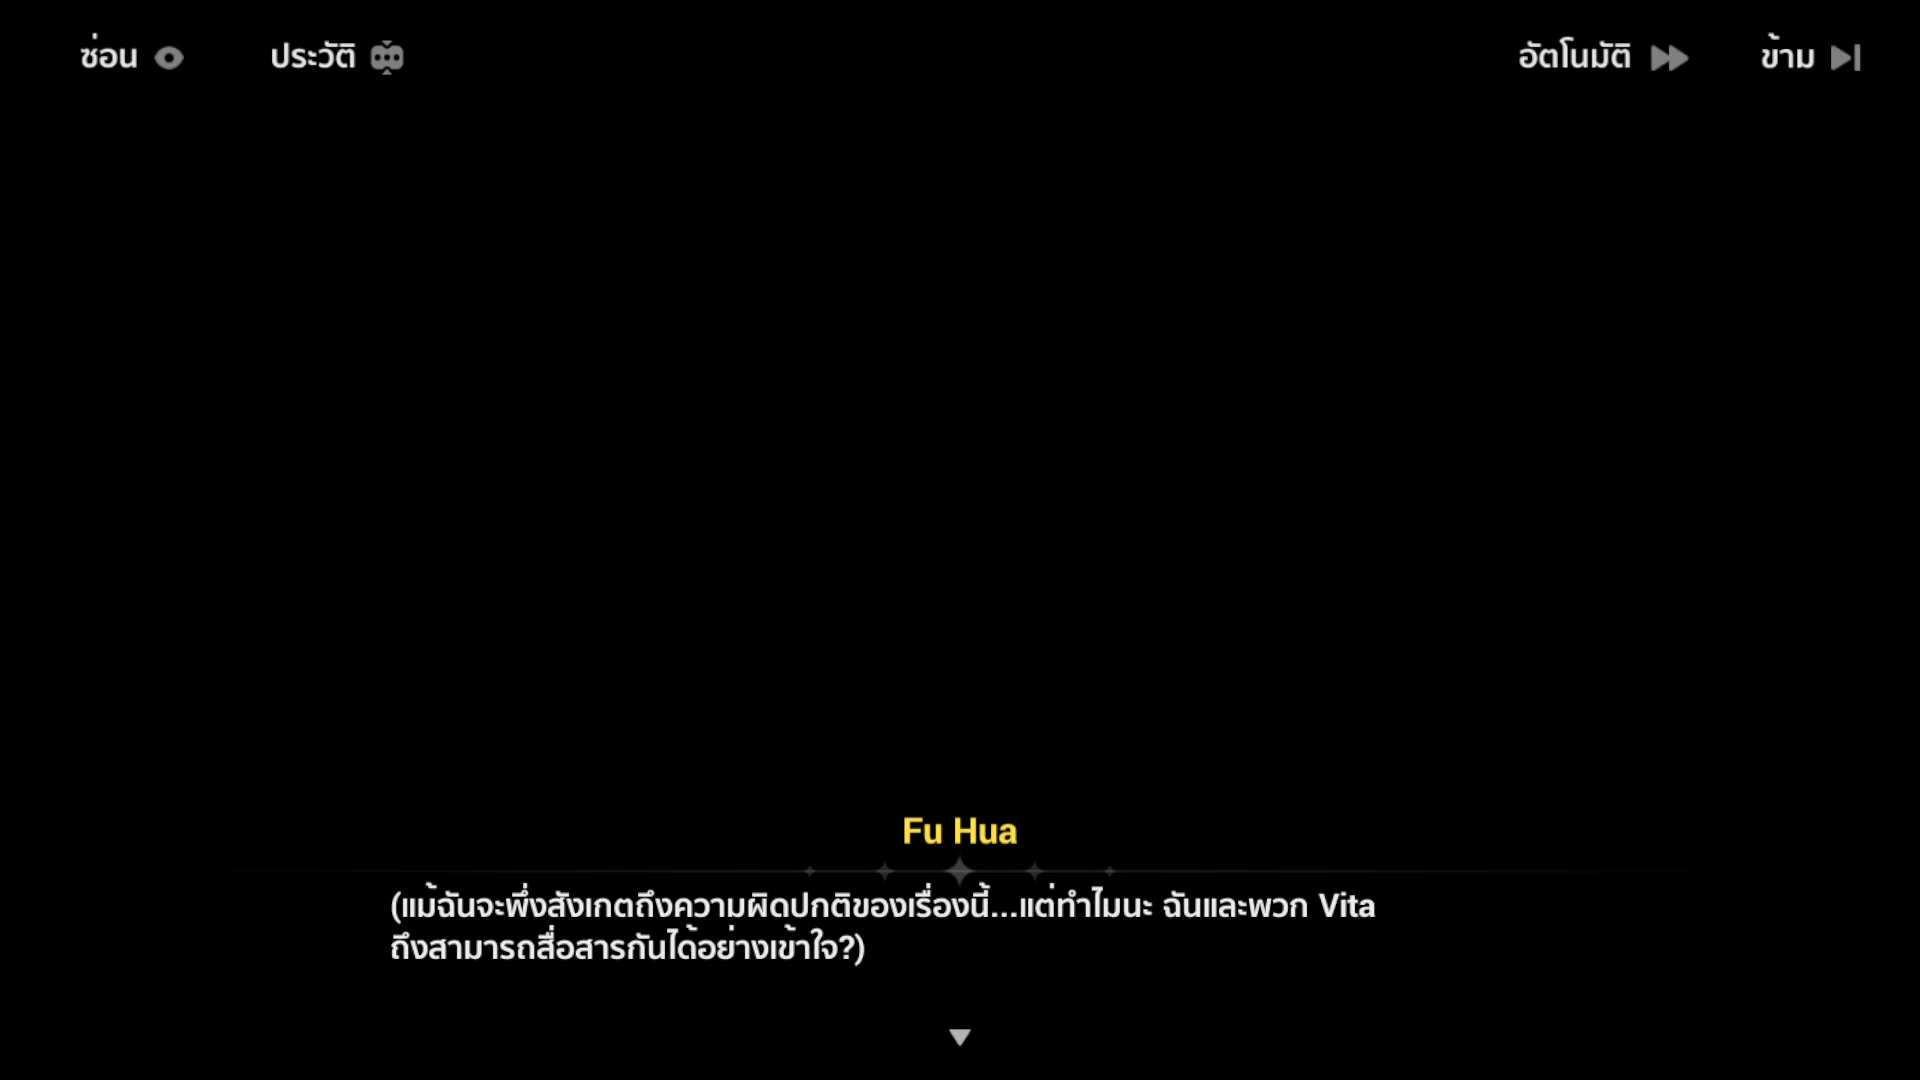 ซ่อน
ประวัติ
อัตโนมัติ
ข้าม
Fu Hua
(แม้ฉันจะพึ่งสังเกตถึงความผิดปกติของเรื่องนี้...แต่ทำไมนะ ฉันและพวก Vita
ถึงสามารถสื่อสารกันได้อย่างเข้าใจ?)